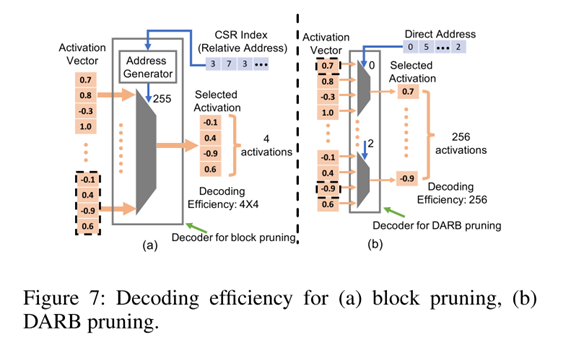 Activation
Vector
CSR Index
(Relative Address)
3 7 3 •••
Address
Generator
255
0.7
0.8
-0.3
1.0
-0.1
0.4
-0.9
0.6
Selected
Activation
-0.1
0.4
-0.9
0.6
4
activations
Decoding
Efficiency: 4X4
Decoder for block pruning
(a)
Activation
Vector
Direct Address
0 5 ••• 2
0.7
0.8
-0.3
1.0
-0.1
0.4
-0.9
0.6
0
2
Selected
Activation
0.7
-0.9
256
activations
Decoding
Efficiency: 256
Decoder for DARB pruning
(b)
Figure 7: Decoding efficiency for (a) block pruning, (b)
DARB pruning.